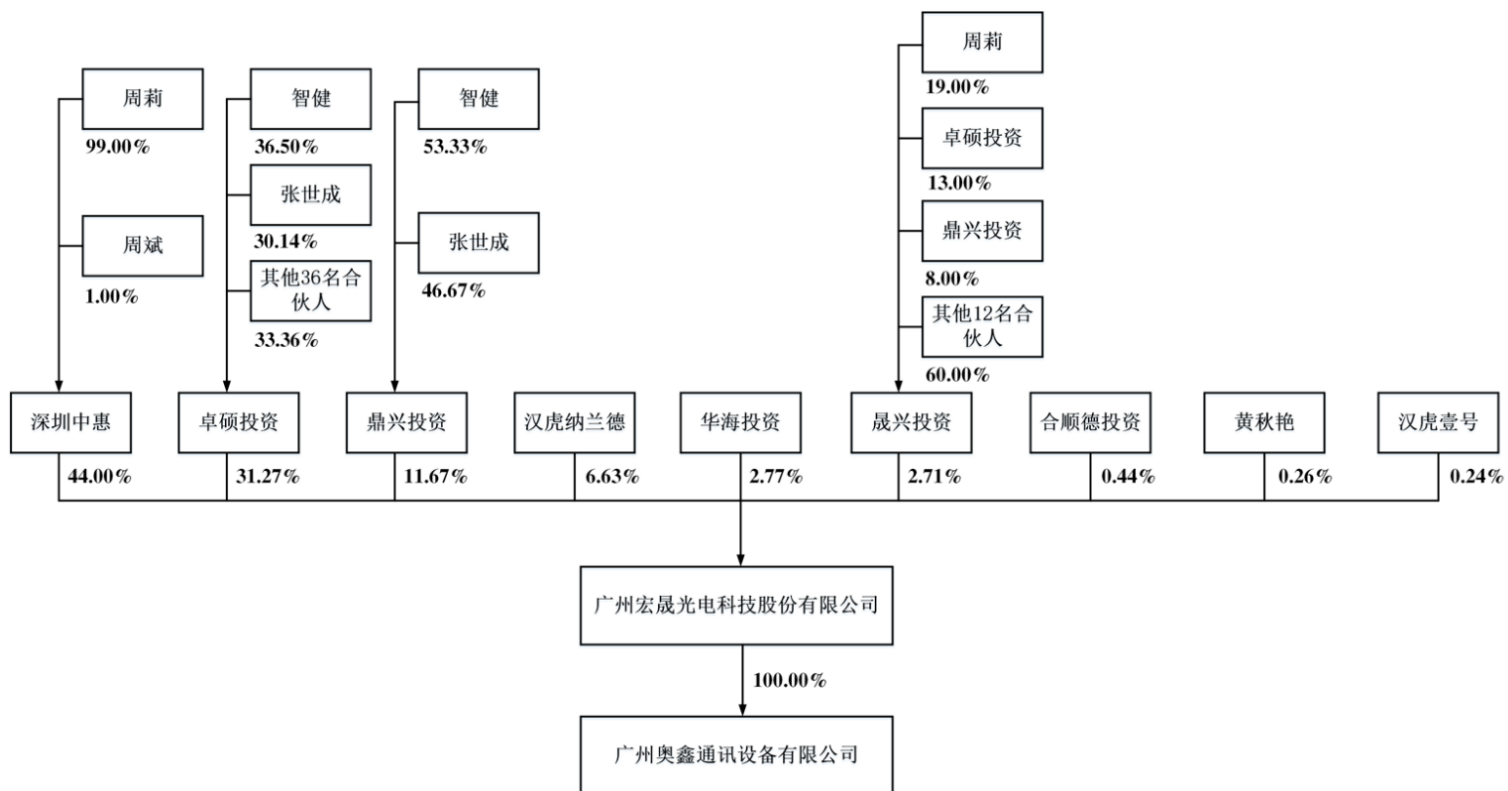 周莉
19.00%
卓硕投资
13.00%
鼎兴投资
8.00%
其他12名合
伙人
60.00%
周莉
99.00%
周斌
1.00%
智健
36.50%
张世成
30.14%
其他36名合
伙人
33.36%
智健
53.33%
张世成
46.67%
深圳中惠
卓硕投资
鼎兴投资
汉虎纳兰德
华海投资
晟兴投资
合顺德投资
黄秋艳
汉虎壹号
44.00%
31.27%
11.67%
6.63%
2.77%
2.71%
0.44%
0.26%
0.24%
广州宏晟光电科技股份有限公司
100.00%
广州奥鑫通讯设备有限公司